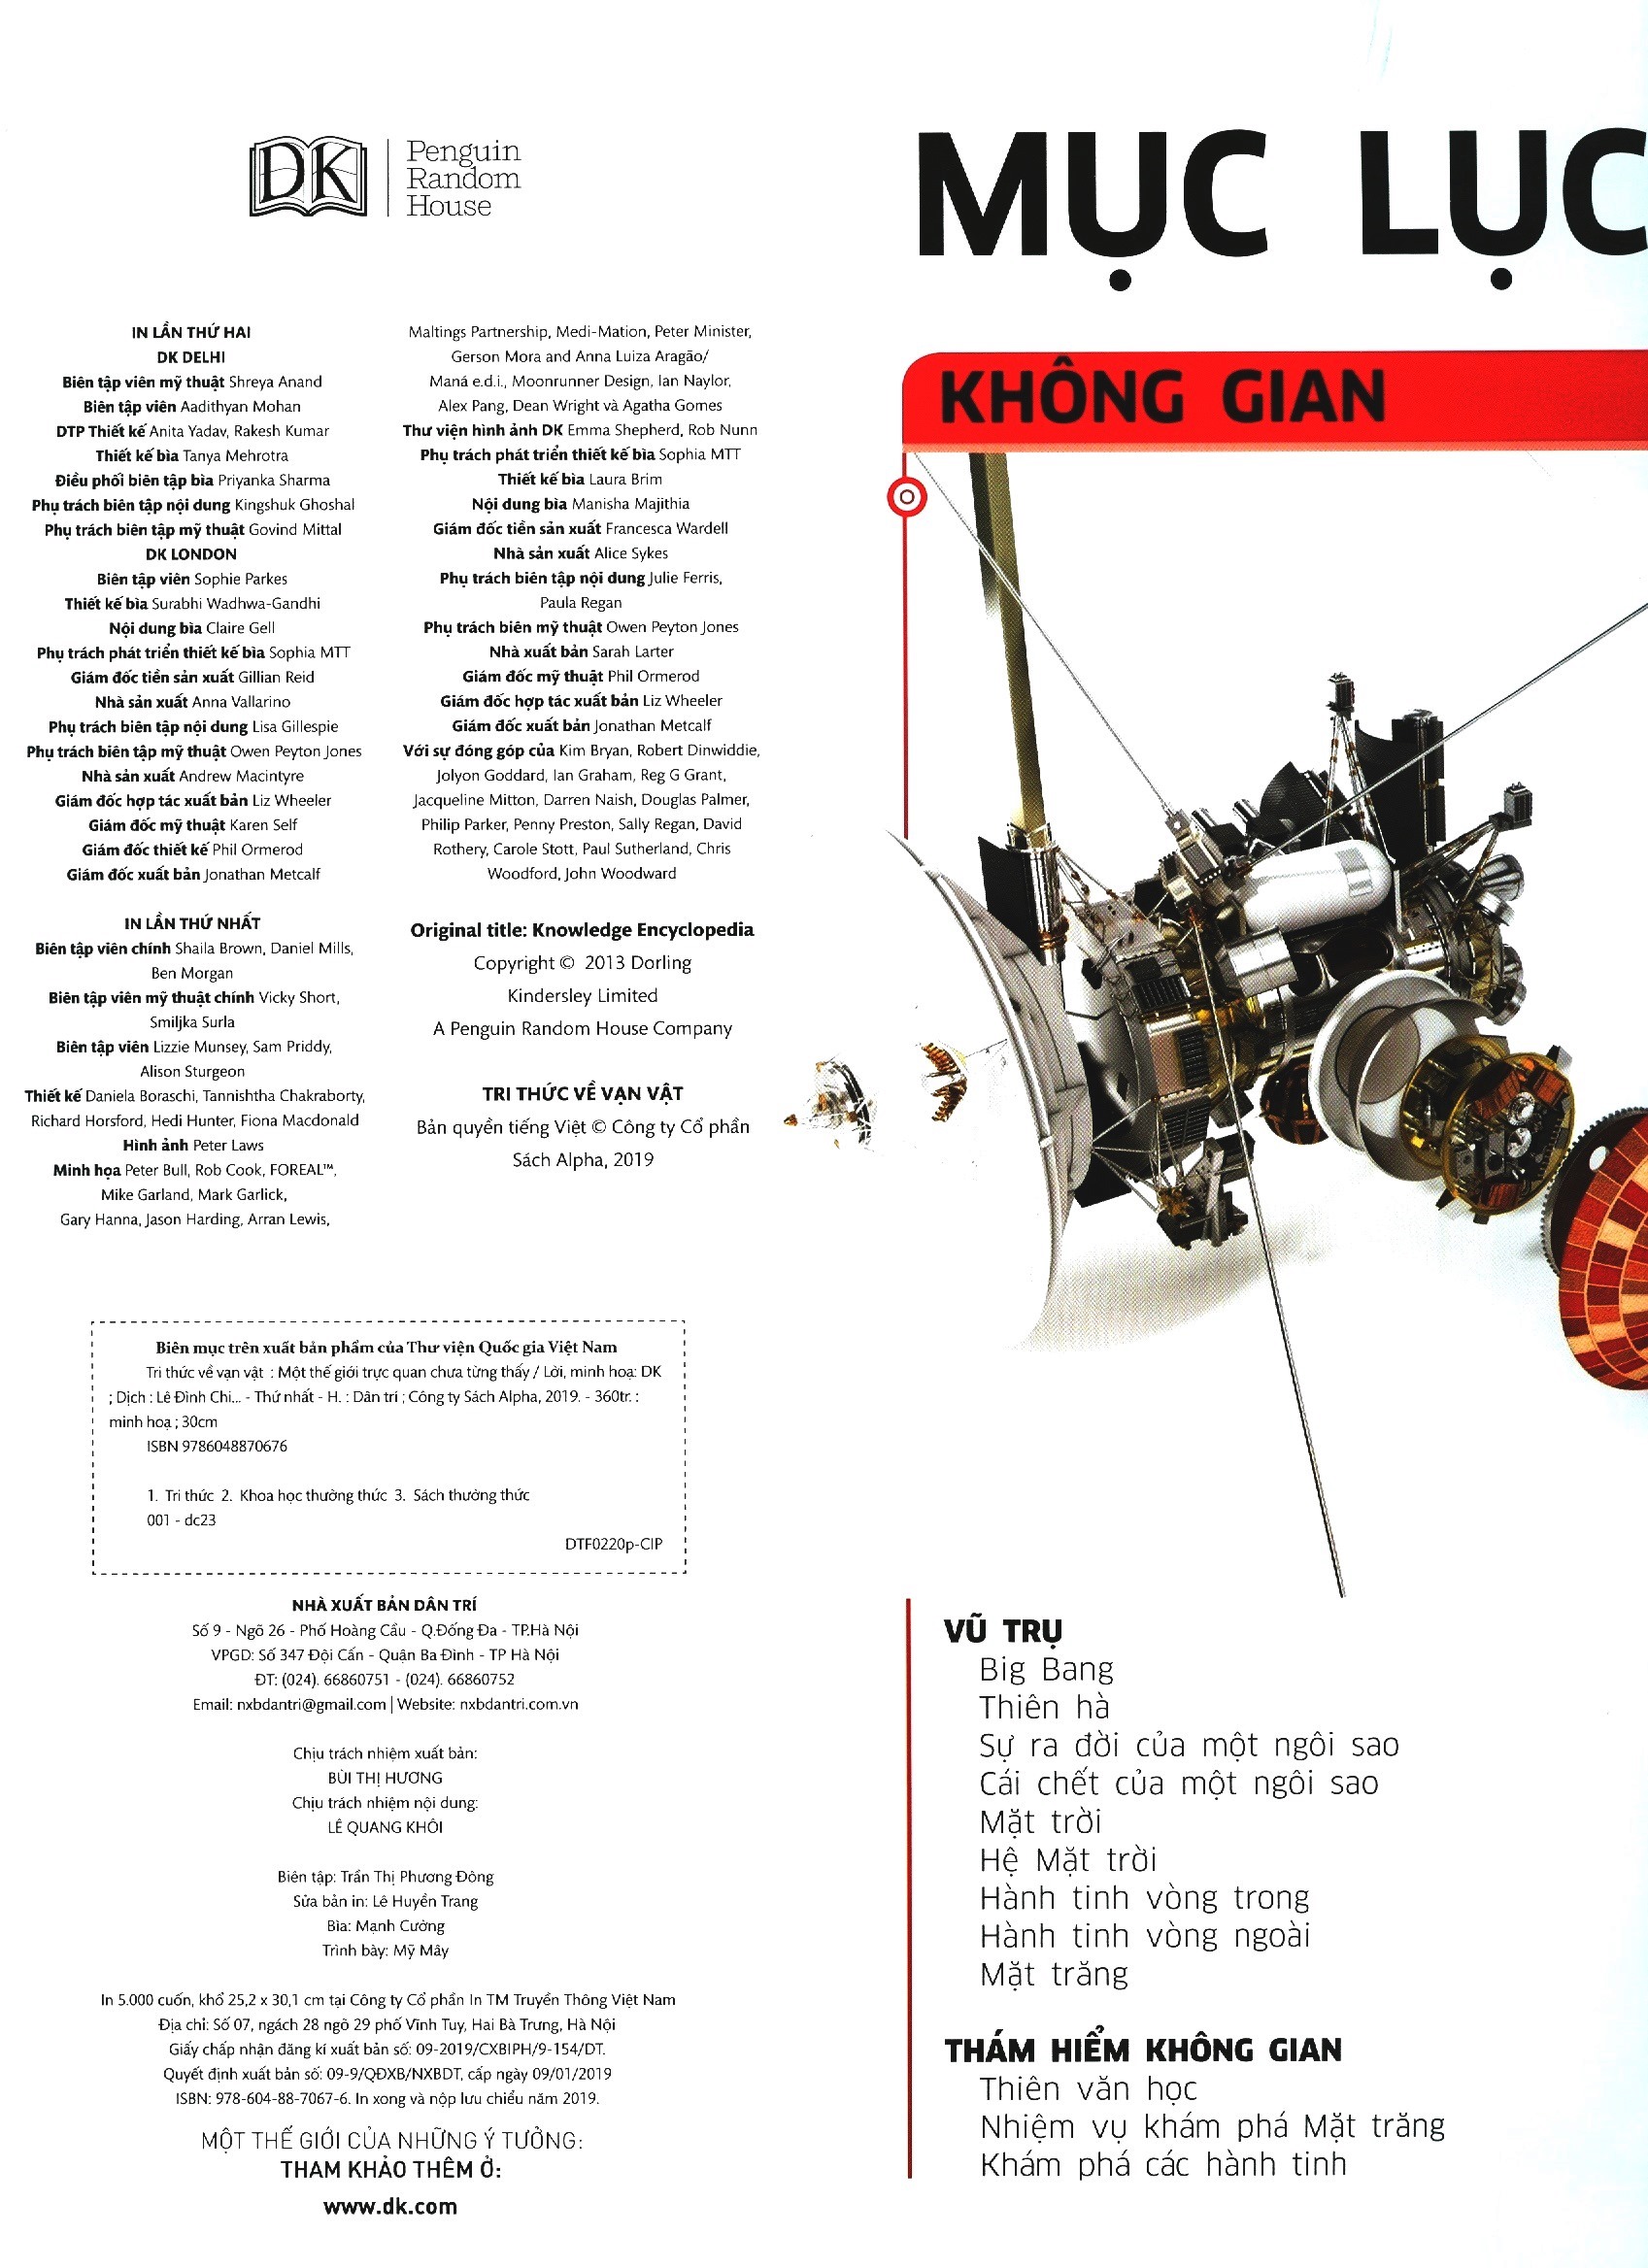 DK
Penguin
Random
House
IN LẦN THỨ HAI
DK DELHI
Biên tập viên mỹ thuật Shreya Anand
Biên tập viên Aadithyan Mohan
DTP Thiết kế Anita Yadav, Rakesh Kumar
Thiết kế bìa Tanya Mehrotra
Điều phối biên tập bìa Priyanka Sharma
Phụ trách biên tập nội dung Kingshuk Ghoshal
Phụ trách biên tập mỹ thuật Govind Mittal
DK LONDON
Biên tập viên Sophie Parkes
Thiết kế bìa Surabhi Wadhwa-Gandhi
Nội dung bìa Claire Gell
Phụ trách phát triển thiết kế bìa Sophia MTT
Giám đốc tiền sản xuất Gillian Reid
Nhà sản xuất Anna Vallarino
Phụ trách biên tập nội dung Lisa Gillespie
Phụ trách biên tập mỹ thuật Owen Peyton Jones
Nhà sản xuất Andrew Macintyre
Giám đốc hợp tác xuất bản Liz Wheeler
Giám đốc mỹ thuật Karen Self
Giám đốc thiết kế Phil Ormerod
Giám đốc xuất bản Jonathan Metcalf
IN LẦN THỨ NHẤT
Biên tập viên chính Shaila Brown, Daniel Mills,
Ben Morgan
Biên tập viên mỹ thuật chính Vicky Short,
Smiljka Surla
Biên tập viên Lizzie Munsey, Sam Priddy,
Alison Sturgeon
Thiết kế Daniela Boraschi, Tannishtha Chakraborty,
Richard Horsford, Hedi Hunter, Fiona Macdonald
Hình ảnh Peter Laws
Minh họa Peter Bull, Rob Cook, FOREAL™,
Mike Garland, Mark Garlick,
Gary Hanna, Jason Harding, Arran Lewis,
Maltings Partnership, Medi-Mation, Peter Minister,
Gerson Mora and Anna Luiza Aragão/
Maná e.d.i., Moonrunner Design, Ian Naylor,
Alex Pang, Dean Wright và Agatha Gomes
Thư viện hình ảnh DK Emma Shepherd, Rob Nunn
Phụ trách phát triển thiết kế bìa Sophia MTT
Thiết kế bìa Laura Brim
Nội dung bìa Manisha Majithia
Giám đốc tiền sản xuất Francesca Wardell
Nhà sản xuất Alice Sykes
Phụ trách biên tập nội dung Julie Ferris,
Paula Regan
Phụ trách biên mỹ thuật Owen Peyton Jones
Nhà xuất bản Sarah Larter
Giám đốc mỹ thuật Phil Ormerod
Giám đốc hợp tác xuất bản Liz Wheeler
Giám đốc xuất bản Jonathan Metcalf
Với sự đóng góp của Kim Bryan, Robert Dinwiddie,
Jolyon Goddard, Ian Graham, Reg G Grant,
Jacqueline Mitton, Darren Naish, Douglas Palmer,
Philip Parker, Penny Preston, Sally Regan, David
Rothery, Carole Stott, Paul Sutherland, Chris
Woodford, John Woodward
Original title: Knowledge Encyclopedia
Copyright © 2013 Dorling
Kindersley Limited
A Penguin Random House Company
TRI THỨC VỀ VẠN VẬT
Bản quyền tiếng Việt © Công ty Cổ phần
Sách Alpha, 2019
Biên mục trên xuất bản phẩm của Thư viện Quốc gia Việt Nam
Tri thức về vạn vật : Một thế giới trực quan chưa từng thấy / Lời, minh hoạ: DK
; Dịch : Lê Đình Chi... - Thứ nhất - H. : Dân trí ; Công ty Sách Alpha, 2019. - 360tr. :
minh hoạ ; 30cm
ISBN 9786048870676
1. Tri thức 2. Khoa học thường thức 3. Sách thường thức
001 - dc23
DTF0220p-CIP
NHÀ XUẤT BẢN DÂN TRÍ
Số 9 - Ngõ 26 - Phố Hoàng Cầu - Q.Đống Đa - TP.Hà Nội
VPGD: Số 347 Đội Cấn - Quận Ba Đình - TP Hà Nội
ĐT: (024). 66860751 - (024). 66860752
Email: nxbdantri@gmail.com | Website: nxbdantri.com.vn
Chịu trách nhiệm xuất bản:
BÙI THỊ HƯƠNG
Chịu trách nhiệm nội dung:
LÊ QUANG KHÔI
Biên tập: Trần Thị Phương Đông
Sửa bản in: Lê Huyền Trang
Bìa: Mạnh Cường
Trình bày: Mỹ Mây
In 5.000 cuốn, khổ 25,2 x 30,1 cm tại Công ty Cổ phần In TM Truyền Thông Việt Nam
Địa chỉ: Số 07, ngách 28 ngõ 29 phố Vĩnh Tuy, Hai Bà Trưng, Hà Nội
Giấy chấp nhận đăng kí xuất bản số: 09-2019/CXBIPH/9-154/DT.
Quyết định xuất bản số: 09-9/QĐXB/NXBDT, cấp ngày 09/01/2019
ISBN: 978-604-88-7067-6. In xong và nộp lưu chiểu năm 2019.
MỘT THẾ GIỚI CỦA NHỮNG Ý TƯỞNG:
THAM KHẢO THÊM Ở:
www.dk.com
MỤC LỤC
KHÔNG GIAN
VŨ TRỤ
Big Bang
Thiên hà
Sự ra đời của một ngôi sao
Cái chết của một ngôi sao
Mặt trời
Hệ Mặt trời
Hành tinh vòng trong
Hành tinh vòng ngoài
Mặt trăng
THÁM HIỂM KHÔNG GIAN
Thiên văn học
Nhiệm vụ khám phá Mặt trăng
Khám phá các hành tinh